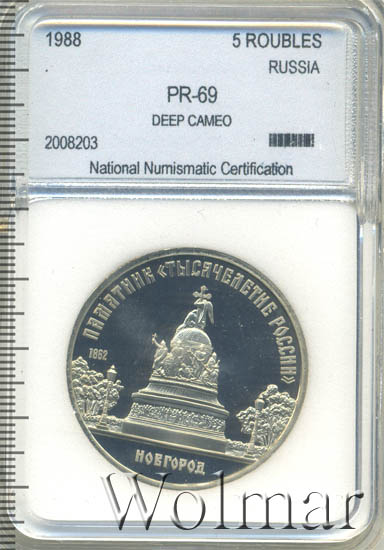 1988 5 ROUBLES
RUSSIA
PR-69
DEEP CAMEO
2008203
National Numismatic Certification
ПАМЯТНИК «ТЫСЯЧЕЛЕТИЕ РОССИИ»
1862
НОВГОРОД
Wolmar